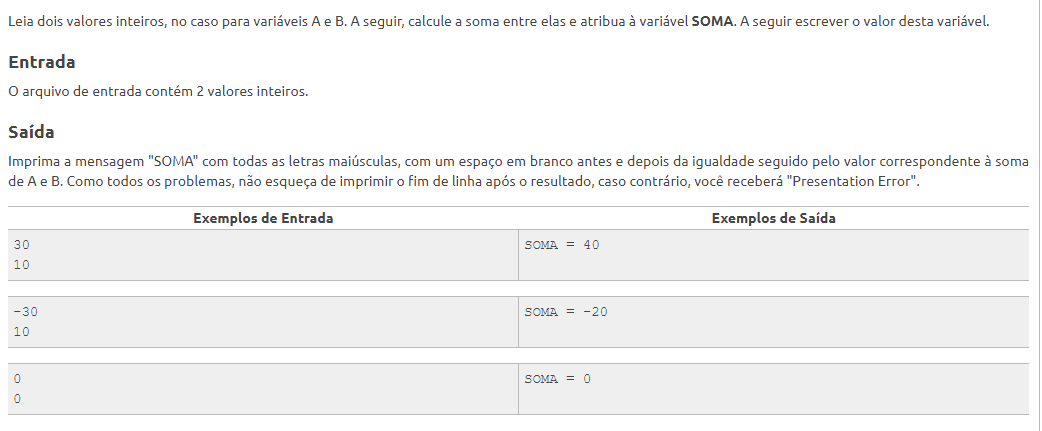 Leia dois valores inteiros, no caso para variáveis A e B. A seguir, calcule a soma entre elas e atribua à variável SOMA. A seguir escrever o valor desta variável.
Entrada
O arquivo de entrada contém 2 valores inteiros.
Saída
Imprima a mensagem "SOMA" com todas as letras maiúsculas, com um espaço em branco antes e depois da igualdade seguido pelo valor correspondente à soma
de A e B. Como todos os problemas, não esqueça de imprimir o fim de linha após o resultado, caso contrário, você receberá "Presentation Error".
Exemplos de Entrada Exemplos de Saída
30 SOMA = 40
10
-30 SOMA = -20
10
0 SOMA = 0
0